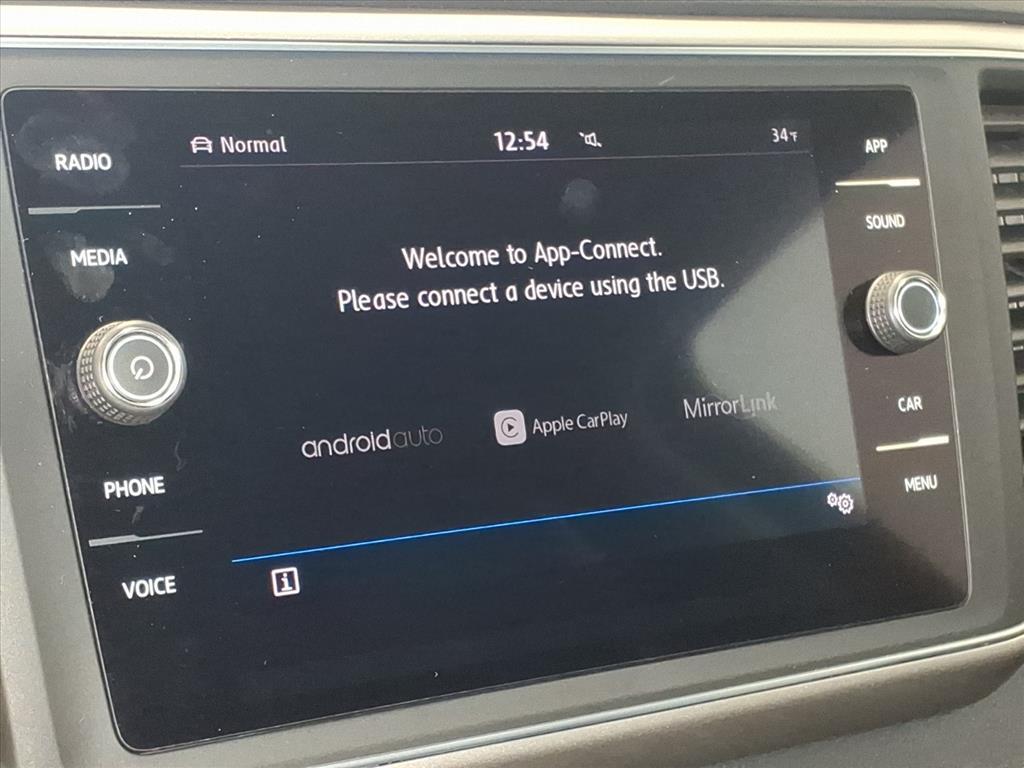 RADIO
MEDIA
PHONE
VOICE
Normal
12:54
34°F
Welcome to App-Connect.
Please connect a device using the USB.
androidauto
Apple CarPlay
MirrorLink
i
APP
SOUND
CAR
MENU